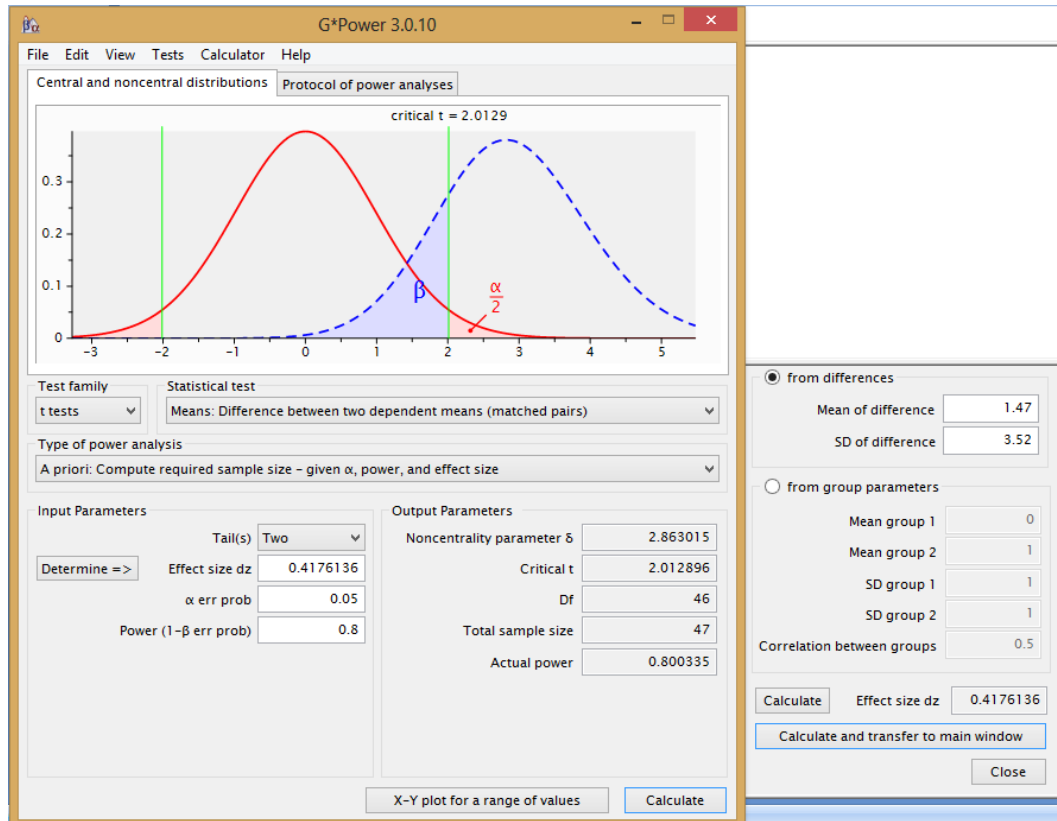 βα G*Power 3.0.10
File Edit View Tests Calculator Help
Central and noncentral distributions Protocol of power analyses
critical t = 2.0129
0.3
0.2
0.1
0
β
α
2
-3 -2 -1 0 1 2 3 4 5
Test family
t tests
Statistical test
Means: Difference between two dependent means (matched pairs)
Type of power analysis
A priori: Compute required sample size – given α, power, and effect size
Input Parameters
Tail(s) Two
Determine => Effect size dz 0.4176136
α err prob 0.05
Power (1-β err prob) 0.8
Output Parameters
Noncentrality parameter δ 2.863015
Critical t 2.012896
Df 46
Total sample size 47
Actual power 0.800335
X-Y plot for a range of values Calculate
from differences
Mean of difference 1.47
SD of difference 3.52
from group parameters
Mean group 1 0
Mean group 2 1
SD group 1 1
SD group 2 1
Correlation between groups 0.5
Calculate Effect size dz 0.4176136
Calculate and transfer to main window
Close